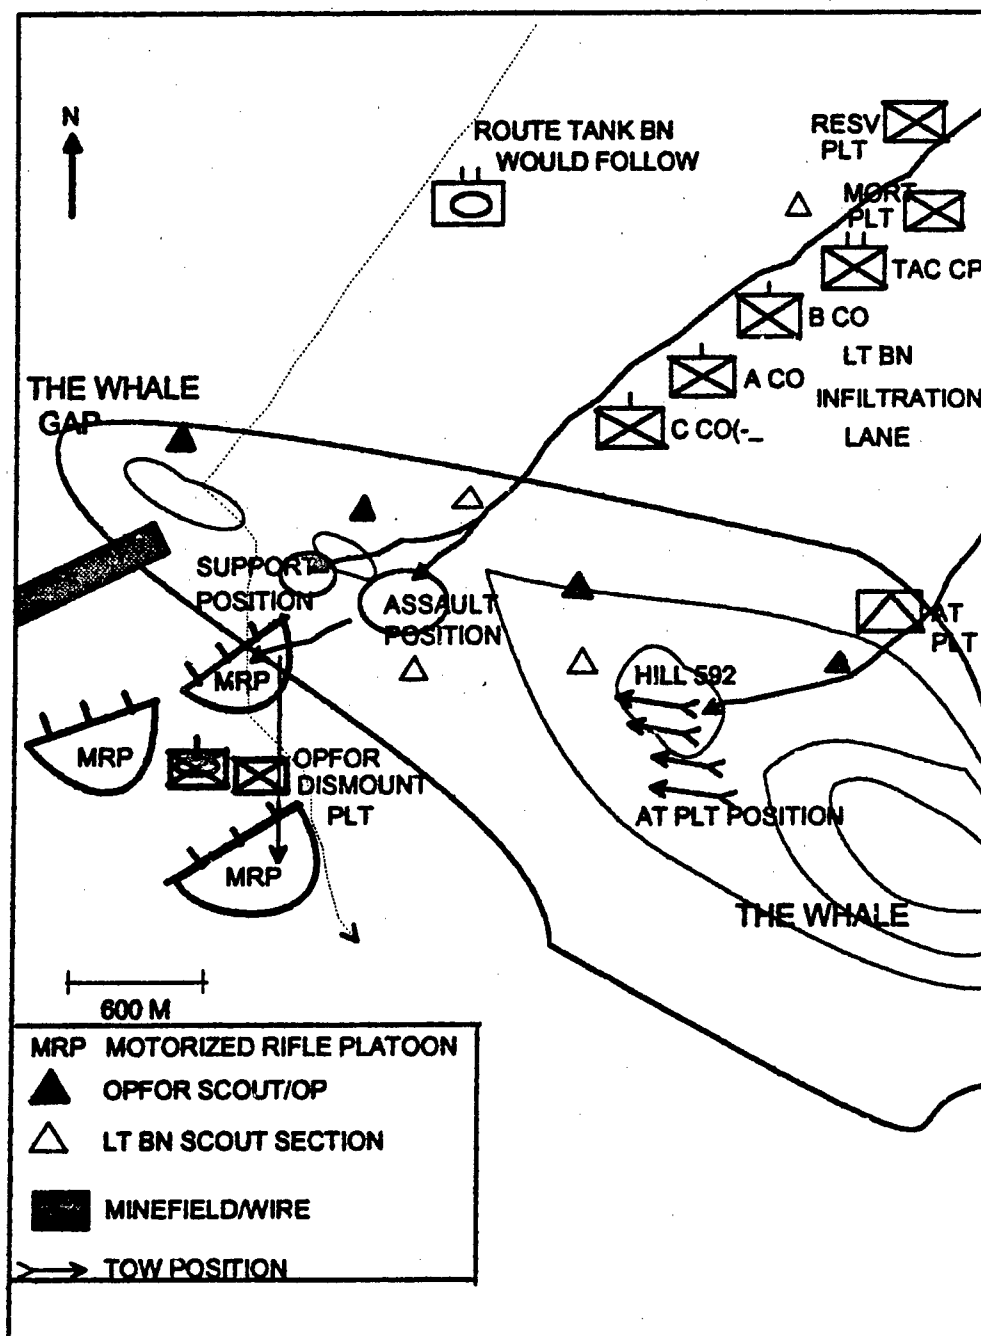 N
ROUTE TANK BN
WOULD FOLLOW
RESV
PLT
MORT
PLT
TAC CP
B CO
LT BN
A CO
INFILTRATION
C CO(-_
LANE
THE WHALE
GAP
SUPPORT
POSITION
ASSAULT
POSITION
AT
PLT
HILL 592
MRP
MRP
OPFOR
DISMOUNT
PLT
AT PLT POSITION
MRP
THE WHALE
600 M
MRP MOTORIZED RIFLE PLATOON
OPFOR SCOUT/OP
LT BN SCOUT SECTION
MINEFIELD/WIRE
TOW POSITION